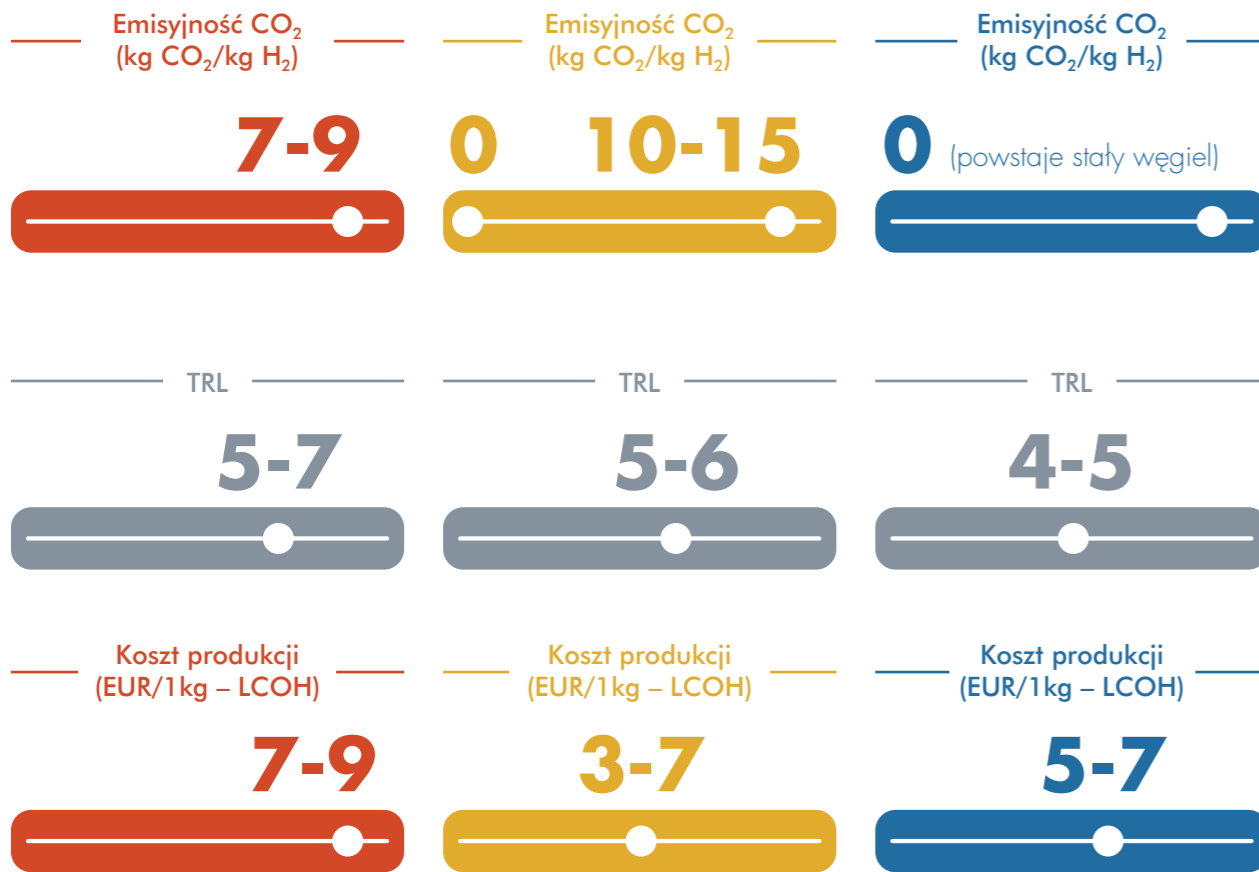 Emisyjność CO₂
(kg CO₂/kg H₂)
Emisyjność CO₂
(kg CO₂/kg H₂)
Emisyjność CO₂
(kg CO₂/kg H₂)
7-9
0 10-15
0 (powstaje stały węgiel)
TRL
TRL
TRL
5-7
5-6
4-5
Koszt produkcji
(EUR/1kg – LCOH)
Koszt produkcji
(EUR/1kg – LCOH)
Koszt produkcji
(EUR/1kg – LCOH)
7-9
3-7
5-7